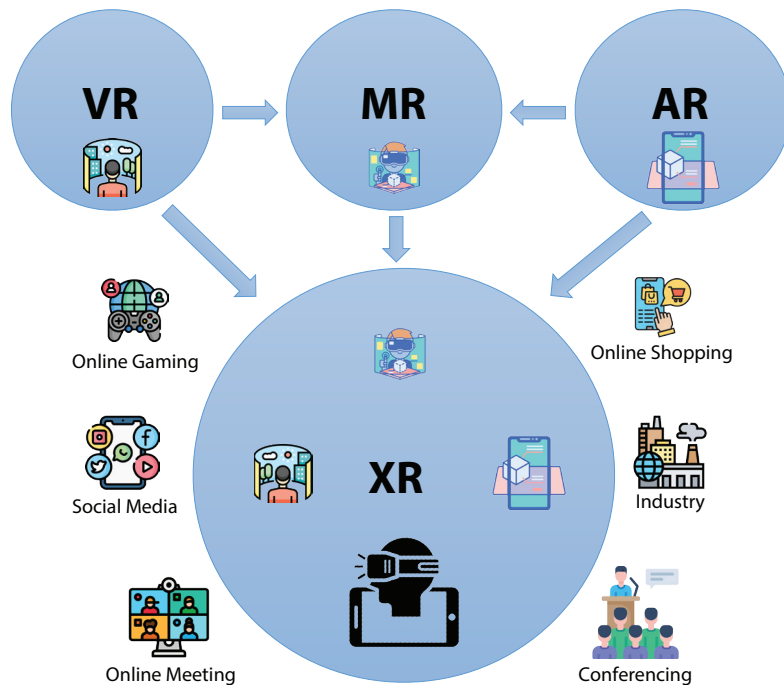 VR
MR
AR
Online Gaming
Online Shopping
Social Media
XR
Industry
Online Meeting
Conferencing